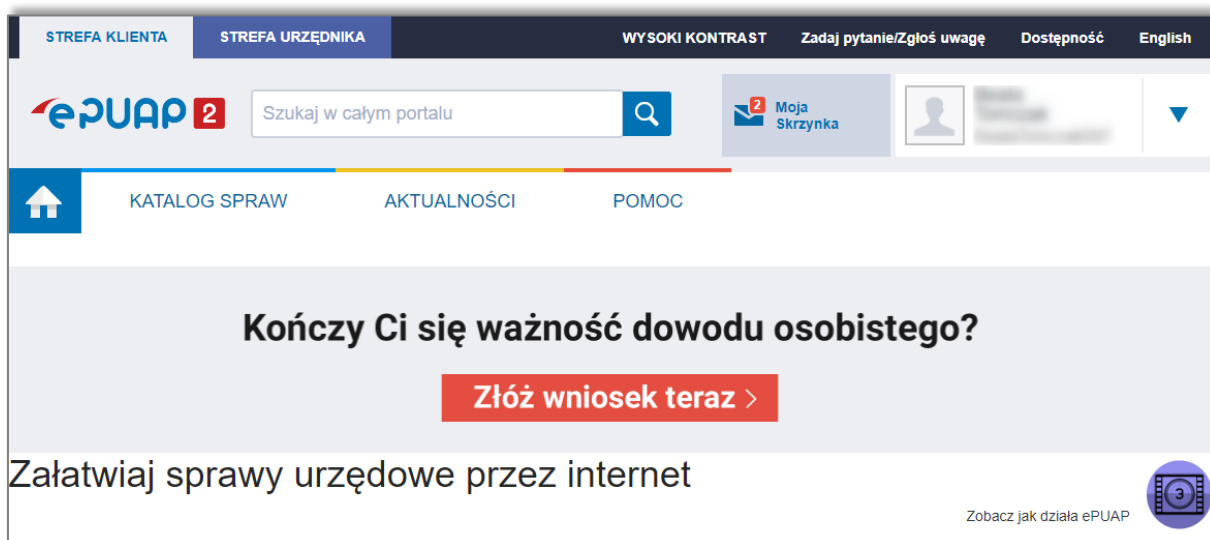 STREFA KLIENTA STREFA URZĘDNIKA WYSOKI KONTRAST Zadaj pytanie/Zgłoś uwagę Dostępność English
ePUAP 2 Szukaj w całym portalu 2 Moja
Skrzynka
KATALOG SPRAW AKTUALNOŚCI POMOC
Kończy Ci się ważność dowodu osobistego?
Złóż wniosek teraz >
Załatwiaj sprawy urzędowe przez internet
3
Zobacz jak działa ePUAP